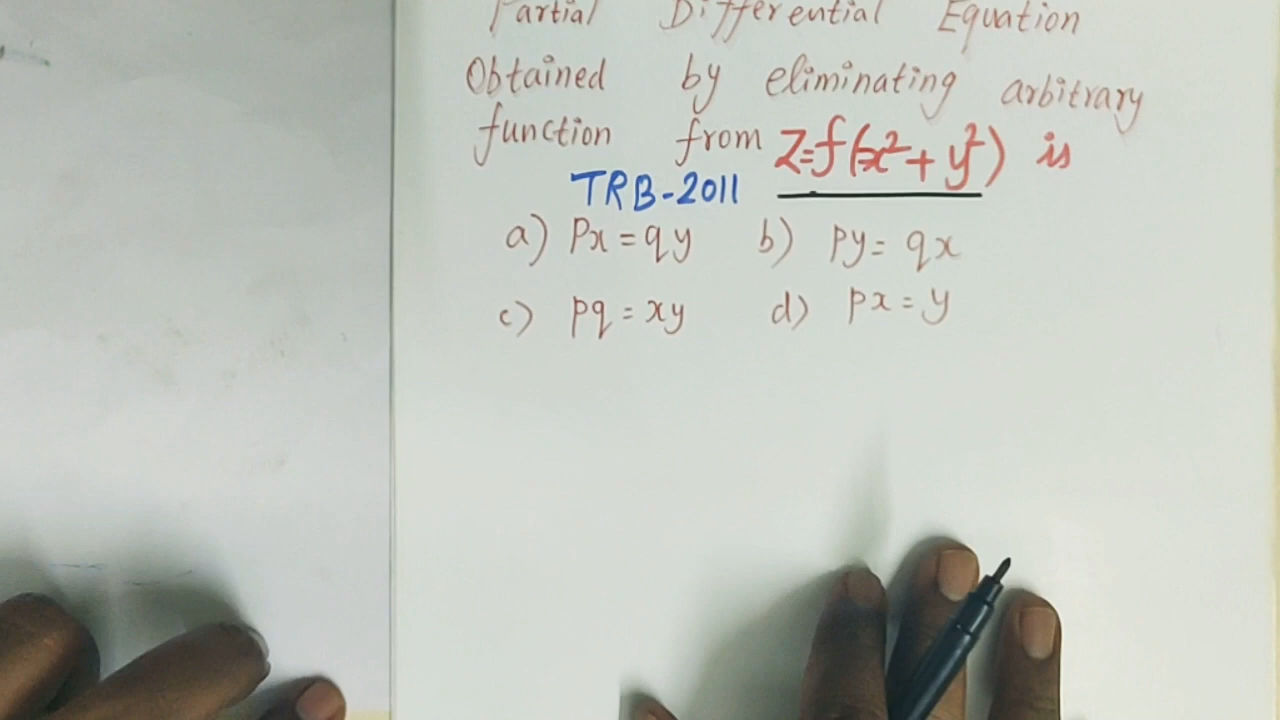 Partial Differential Equation
Obtained by eliminating arbitrary
function from z=f(x²+y²) is
TRB-2011
a) Px = qy b) py = qx
c) pq = xy d) px = y